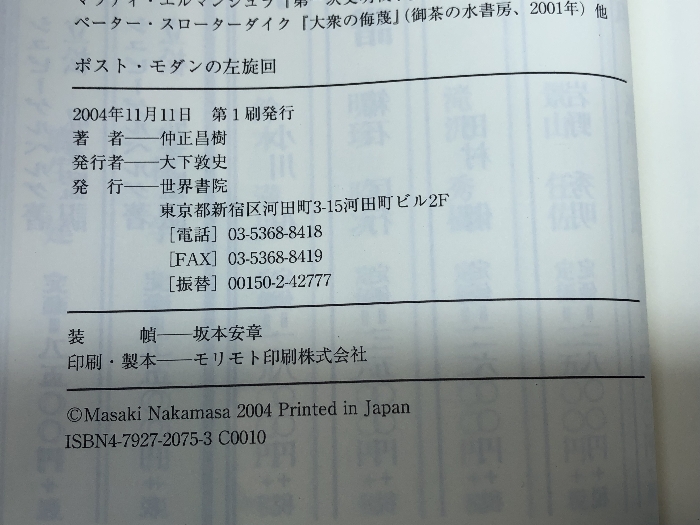 ペーター・スローターダイク『大衆の侮蔑』(御茶の水書房、2001年) 他
ポスト・モダンの左旋回
2004年11月11日 第1刷発行
著 者──仲正昌樹
発行者──大下敦史
発 行──世界書院
東京都新宿区河田町3-15河田町ビル2F
[電話] 03-5368-8418
[FAX] 03-5368-8419
[振替] 00150-2-42777
装 幀──坂本安章
印刷・製本──モリモト印刷株式会社
©Masaki Nakamasa 2004 Printed in Japan
ISBN4-7927-2075-3 C0010